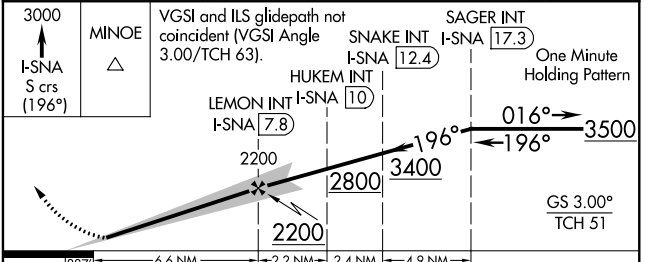 3000
I-SNA
S crs
(196°)
MINOE
VGSI and ILS glidepath not
coincident (VGSI Angle
3.00/TCH 63).
LEMON INT
I-SNA 7.8
HUKEM INT
I-SNA 10
SNAKE INT
I-SNA 12.4
SAGER INT
I-SNA 17.3
One Minute
Holding Pattern
016°
196°
3500
196°
2200
2200
2800
3400
GS 3.00°
TCH 51
6.6 NM
2.2 NM
2.4 NM
4.9 NM